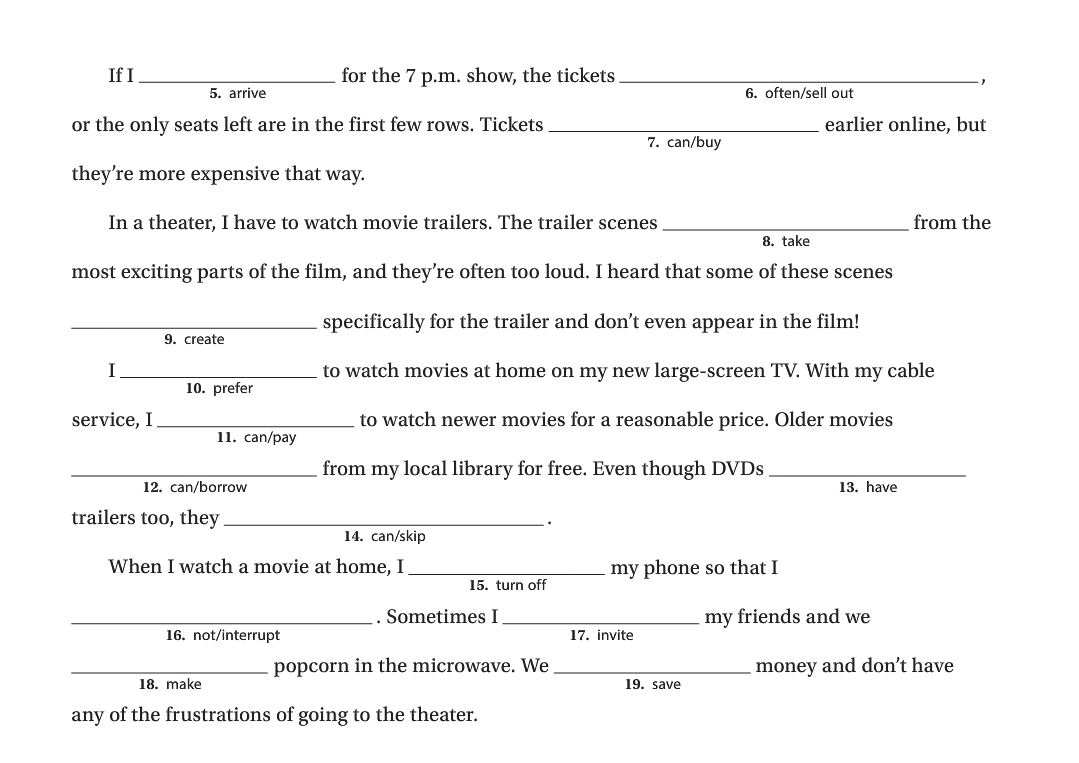 If I ____________ for the 7 p.m. show, the tickets ____________,
5. arrive 6. often/sell out
or the only seats left are in the first few rows. Tickets ____________ earlier online, but
7. can/buy
they're more expensive that way.
In a theater, I have to watch movie trailers. The trailer scenes ____________ from the
8. take
most exciting parts of the film, and they're often too loud. I heard that some of these scenes
____________ specifically for the trailer and don't even appear in the film!
9. create
I ____________ to watch movies at home on my new large-screen TV. With my cable
10. prefer
service, I ____________ to watch newer movies for a reasonable price. Older movies
11. can/pay
____________ from my local library for free. Even though DVDs ____________
12. can/borrow 13. have
trailers too, they ____________.
14. can/skip
When I watch a movie at home, I ____________ my phone so that I
15. turn off
____________. Sometimes I ____________ my friends and we
16. not/interrupt 17. invite
____________ popcorn in the microwave. We ____________ money and don't have
18. make 19. save
any of the frustrations of going to the theater.